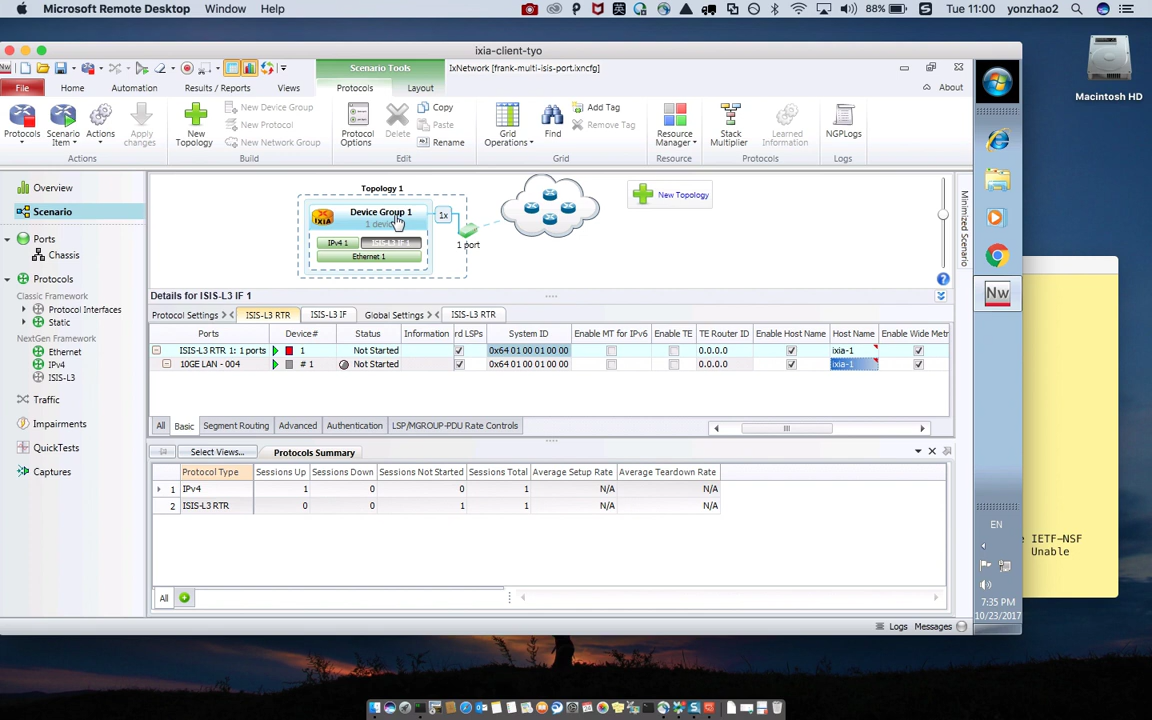 Microsoft Remote Desktop Window Help 88% Tue 11:00 yonzhao2
ixia-client-tyo
Scenario Tools IxNetwork [frank-multi-isis-port.ixncfg]
File Home Automation Results / Reports Views Protocols Layout About
Protocols Scenario Item Actions Apply changes
New Topology New Device Group
New Protocol
New Network Group
Protocol Options Delete Copy
Paste
Rename
Grid Operations Find Add Tag
Remove Tag
Resource Manager Stack Multiplier Learned Information NGPLogs
Actions Build Edit Grid Resource Protocols Logs
Overview
Scenario
Ports
Chassis
Protocols
Classic Framework
Protocol Interfaces
Static
NextGen Framework
Ethernet
IPv4
ISIS-L3
Traffic
Impairments
QuickTests
Captures
Topology 1
IXIA Device Group 1 1x
IPv4 1 ISIS-L3 IF 1
Ethernet 1
1 port
New Topology
Minimized Scenario
Details for ISIS-L3 IF 1
Protocol Settings ISIS-L3 RTR ISIS-L3 IF Global Settings ISIS-L3 RTR
Ports Device# Status Information rd LSPs System ID Enable MT for IPv6 Enable TE TE Router ID Enable Host Name Host Name Enable Wide Metr
ISIS-L3 RTR 1: 1 ports 1 Not Started 0x64 01 00 01 00 00 0.0.0.0 ixia-1
10GE LAN - 004 # 1 Not Started 0x64 01 00 01 00 00 0.0.0.0 ixia-1
All Basic Segment Routing Advanced Authentication LSP/MGROUP-PDU Rate Controls
Select Views... Protocols Summary
Protocol Type Sessions Up Sessions Down Sessions Not Started Sessions Total Average Setup Rate Average Teardown Rate
1 IPv4 1 0 0 1 N/A N/A
2 ISIS-L3 RTR 0 0 1 1 N/A N/A
All
Logs Messages
Nw
EN
7:35 PM
10/23/2017
Macintosh HD
IETF-NSF
Unable